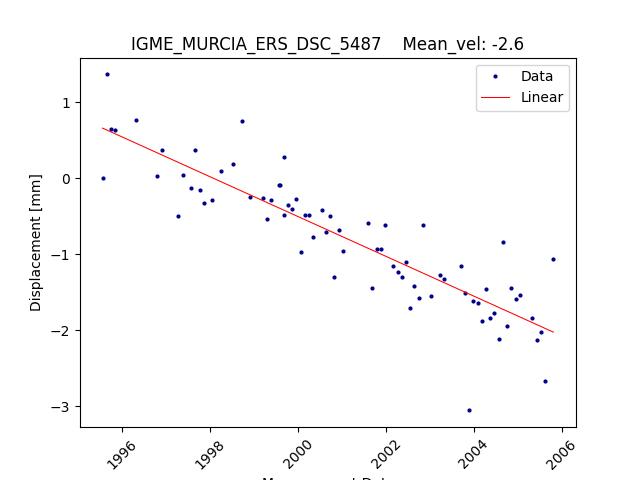 IGME_MURCIA_ERS_DSC_5487    Mean_vel: -2.6
Data
Linear
Displacement [mm]
1
0
−1
−2
−3
1996
1998
2000
2002
2004
2006